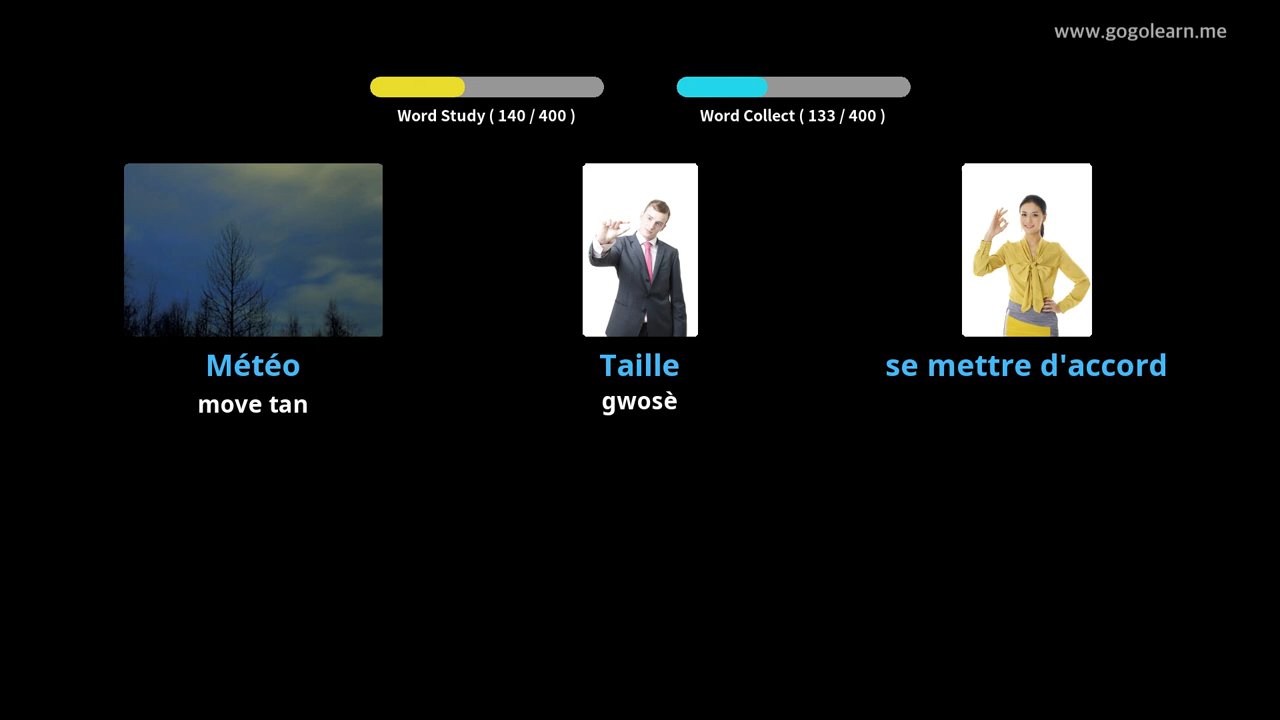 www.gogolearn.me
Word Study ( 140 / 400 )
Word Collect ( 133 / 400 )
Météo
Taille
se mettre d'accord
move tan
gwosè